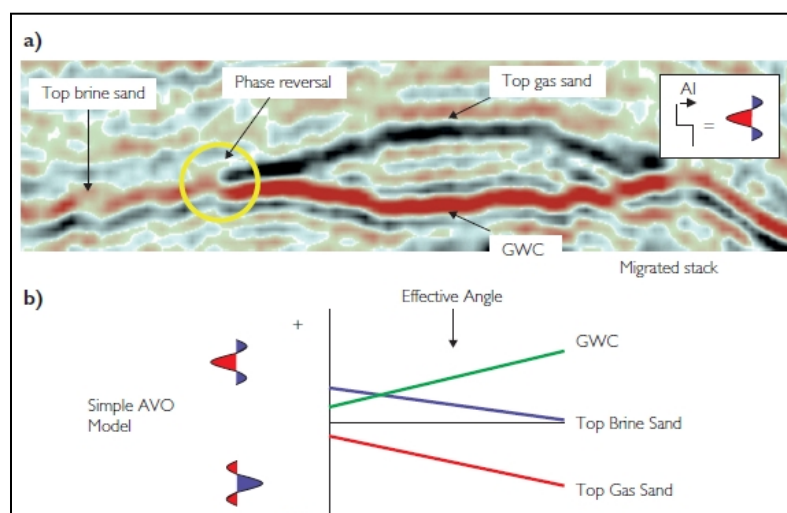 a)
Phase reversal
Top gas sand
Top brine sand
AI
=
GWC
Migrated stack
b)
Effective Angle
+
GWC
Simple AVO
Model
Top Brine Sand
Top Gas Sand